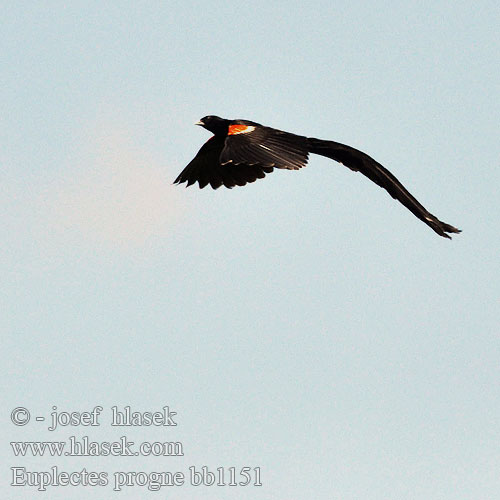 © - josef hlasek
www.hlasek.com
Euplectes progne bb1151